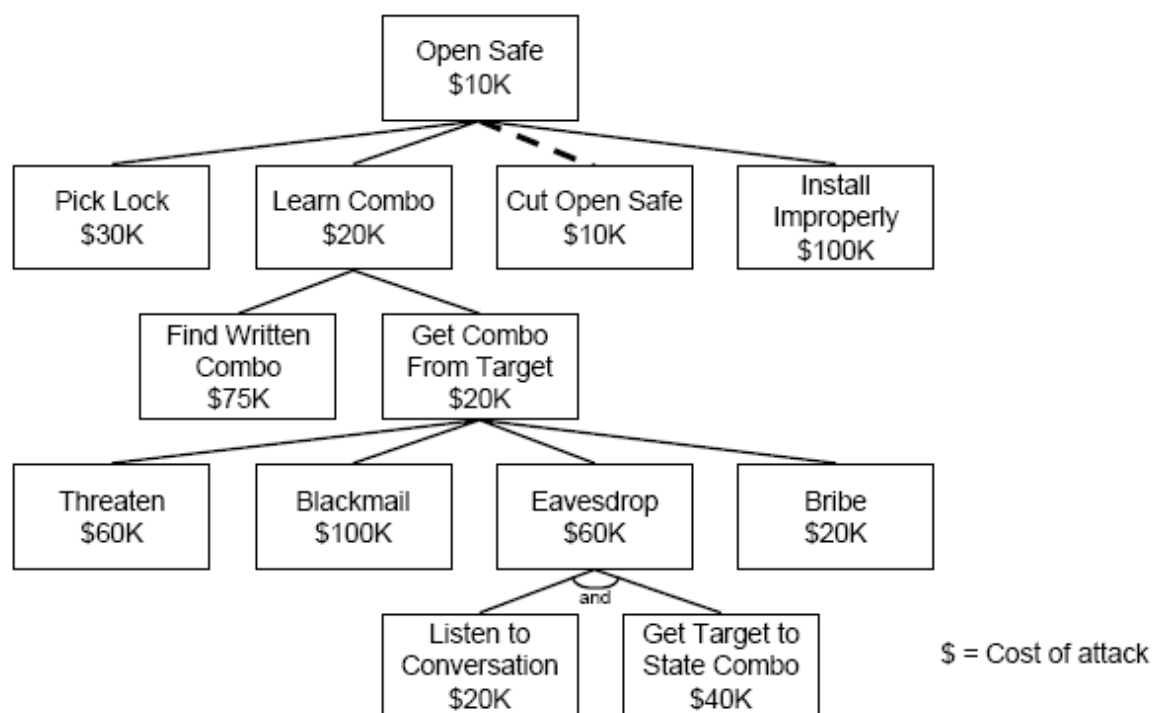 Open Safe
$10K
Pick Lock
$30K
Learn Combo
$20K
Cut Open Safe
$10K
Install
Improperly
$100K
Find Written
Combo
$75K
Get Combo
From Target
$20K
Threaten
$60K
Blackmail
$100K
Eavesdrop
$60K
Bribe
$20K
and
Listen to
Conversation
$20K
Get Target to
State Combo
$40K
$ = Cost of attack